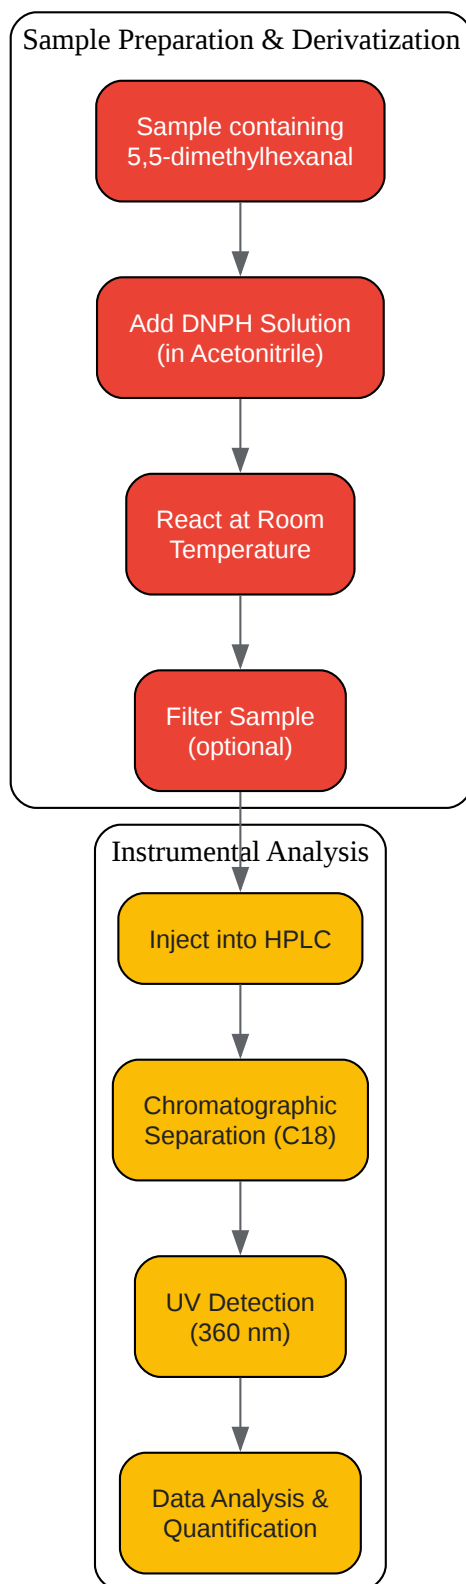 Sample Preparation & Derivatization
Sample containing
5,5-dimethylhexanal
Add DNPH Solution
(in Acetonitrile)
React at Room
Temperature
Filter Sample
(optional)
Instrumental Analysis
Inject into HPLC
Chromatographic
Separation (C18)
UV Detection
(360 nm)
Data Analysis &
Quantification